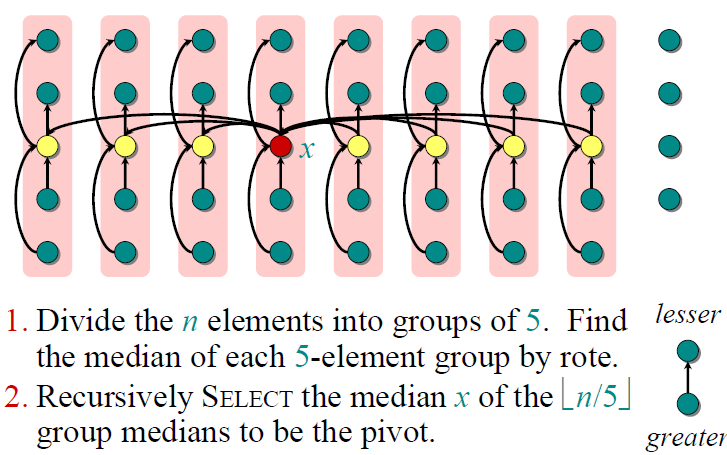 x
1. Divide the n elements into groups of 5. Find
the median of each 5-element group by rote.
2. Recursively SELECT the median x of the ⌊n/5⌋
group medians to be the pivot.
lesser
greater